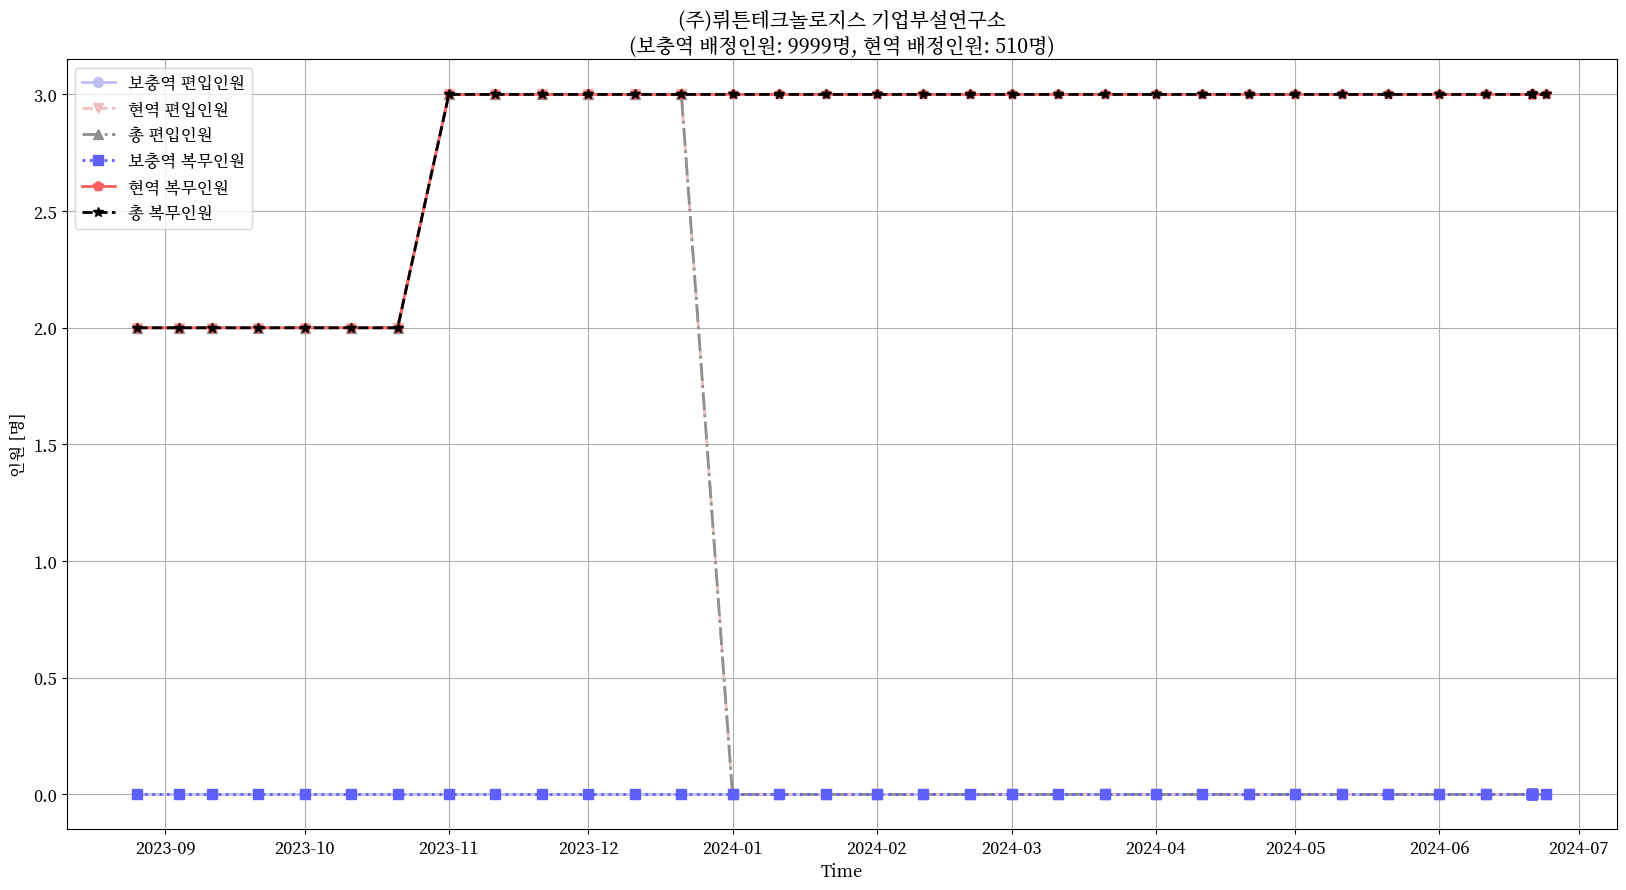 (주)뤼튼테크놀로지스 기업부설연구소
(보충역 배정인원: 9999명, 현역 배정인원: 510명)
보충역 편입인원
현역 편입인원
총 편입인원
보충역 복무인원
현역 복무인원
총 복무인원
인원 [명]
3.0
2.5
2.0
1.5
1.0
0.5
0.0
2023-09
2023-10
2023-11
2023-12
2024-01
2024-02
2024-03
2024-04
2024-05
2024-06
2024-07
Time